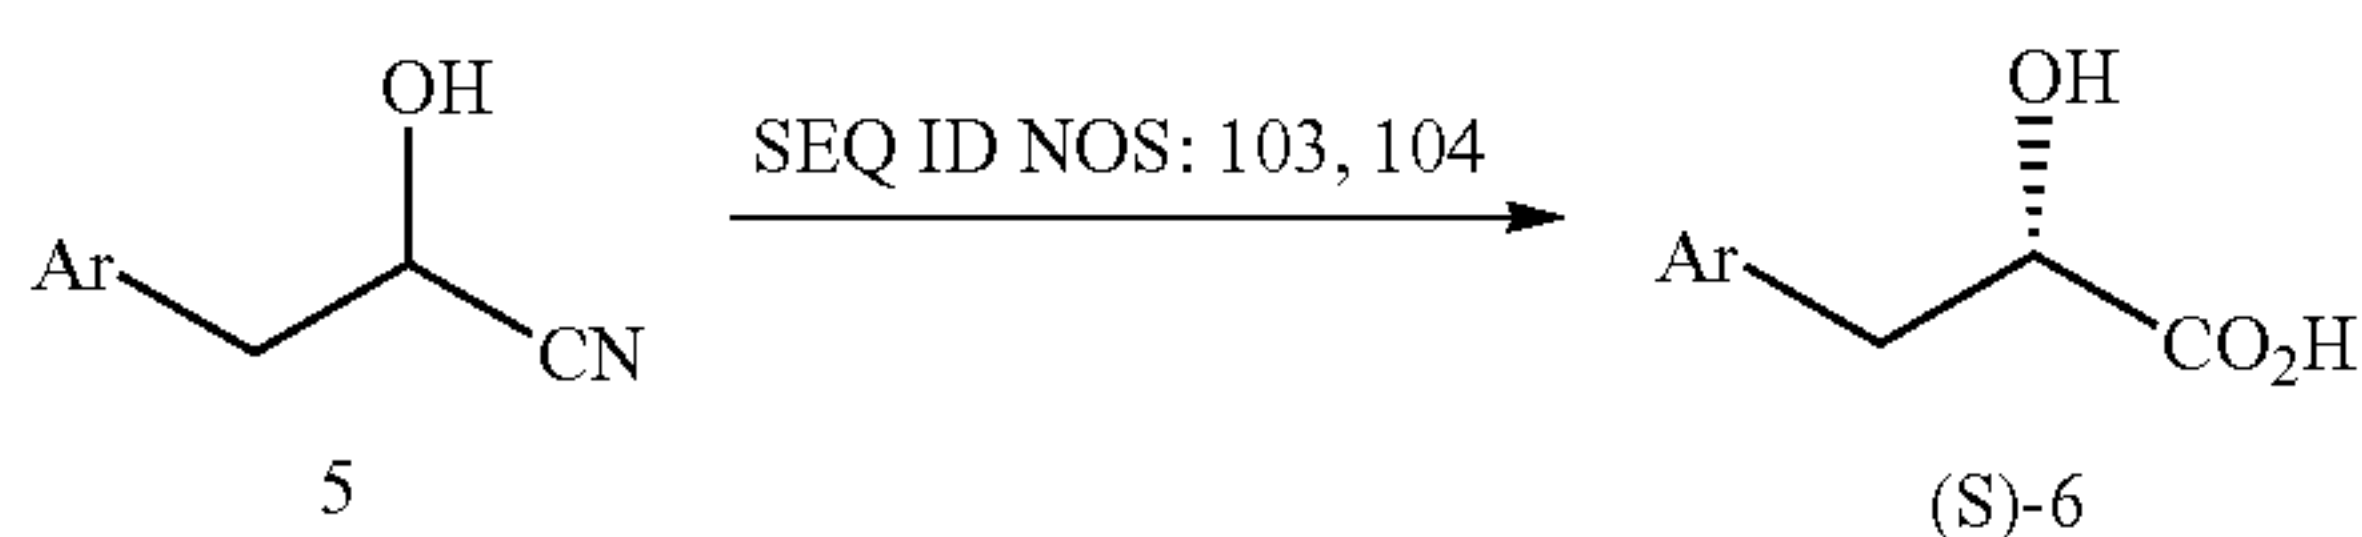 OH
SEQ ID NOS: 103, 104
Ar
CN
5
OH
Ar
CO2H
(S)-6